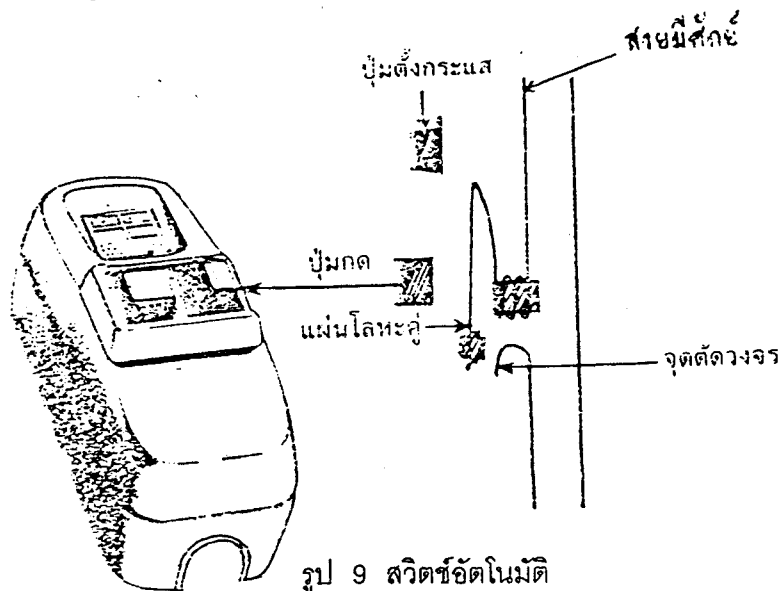 สายมีศักย์
ปุ่มตั้งกระแส
ปุ่มกด
แผ่นโลหะคู่
จุดตัดวงจร
รูป 9 สวิตช์อัตโนมัติ